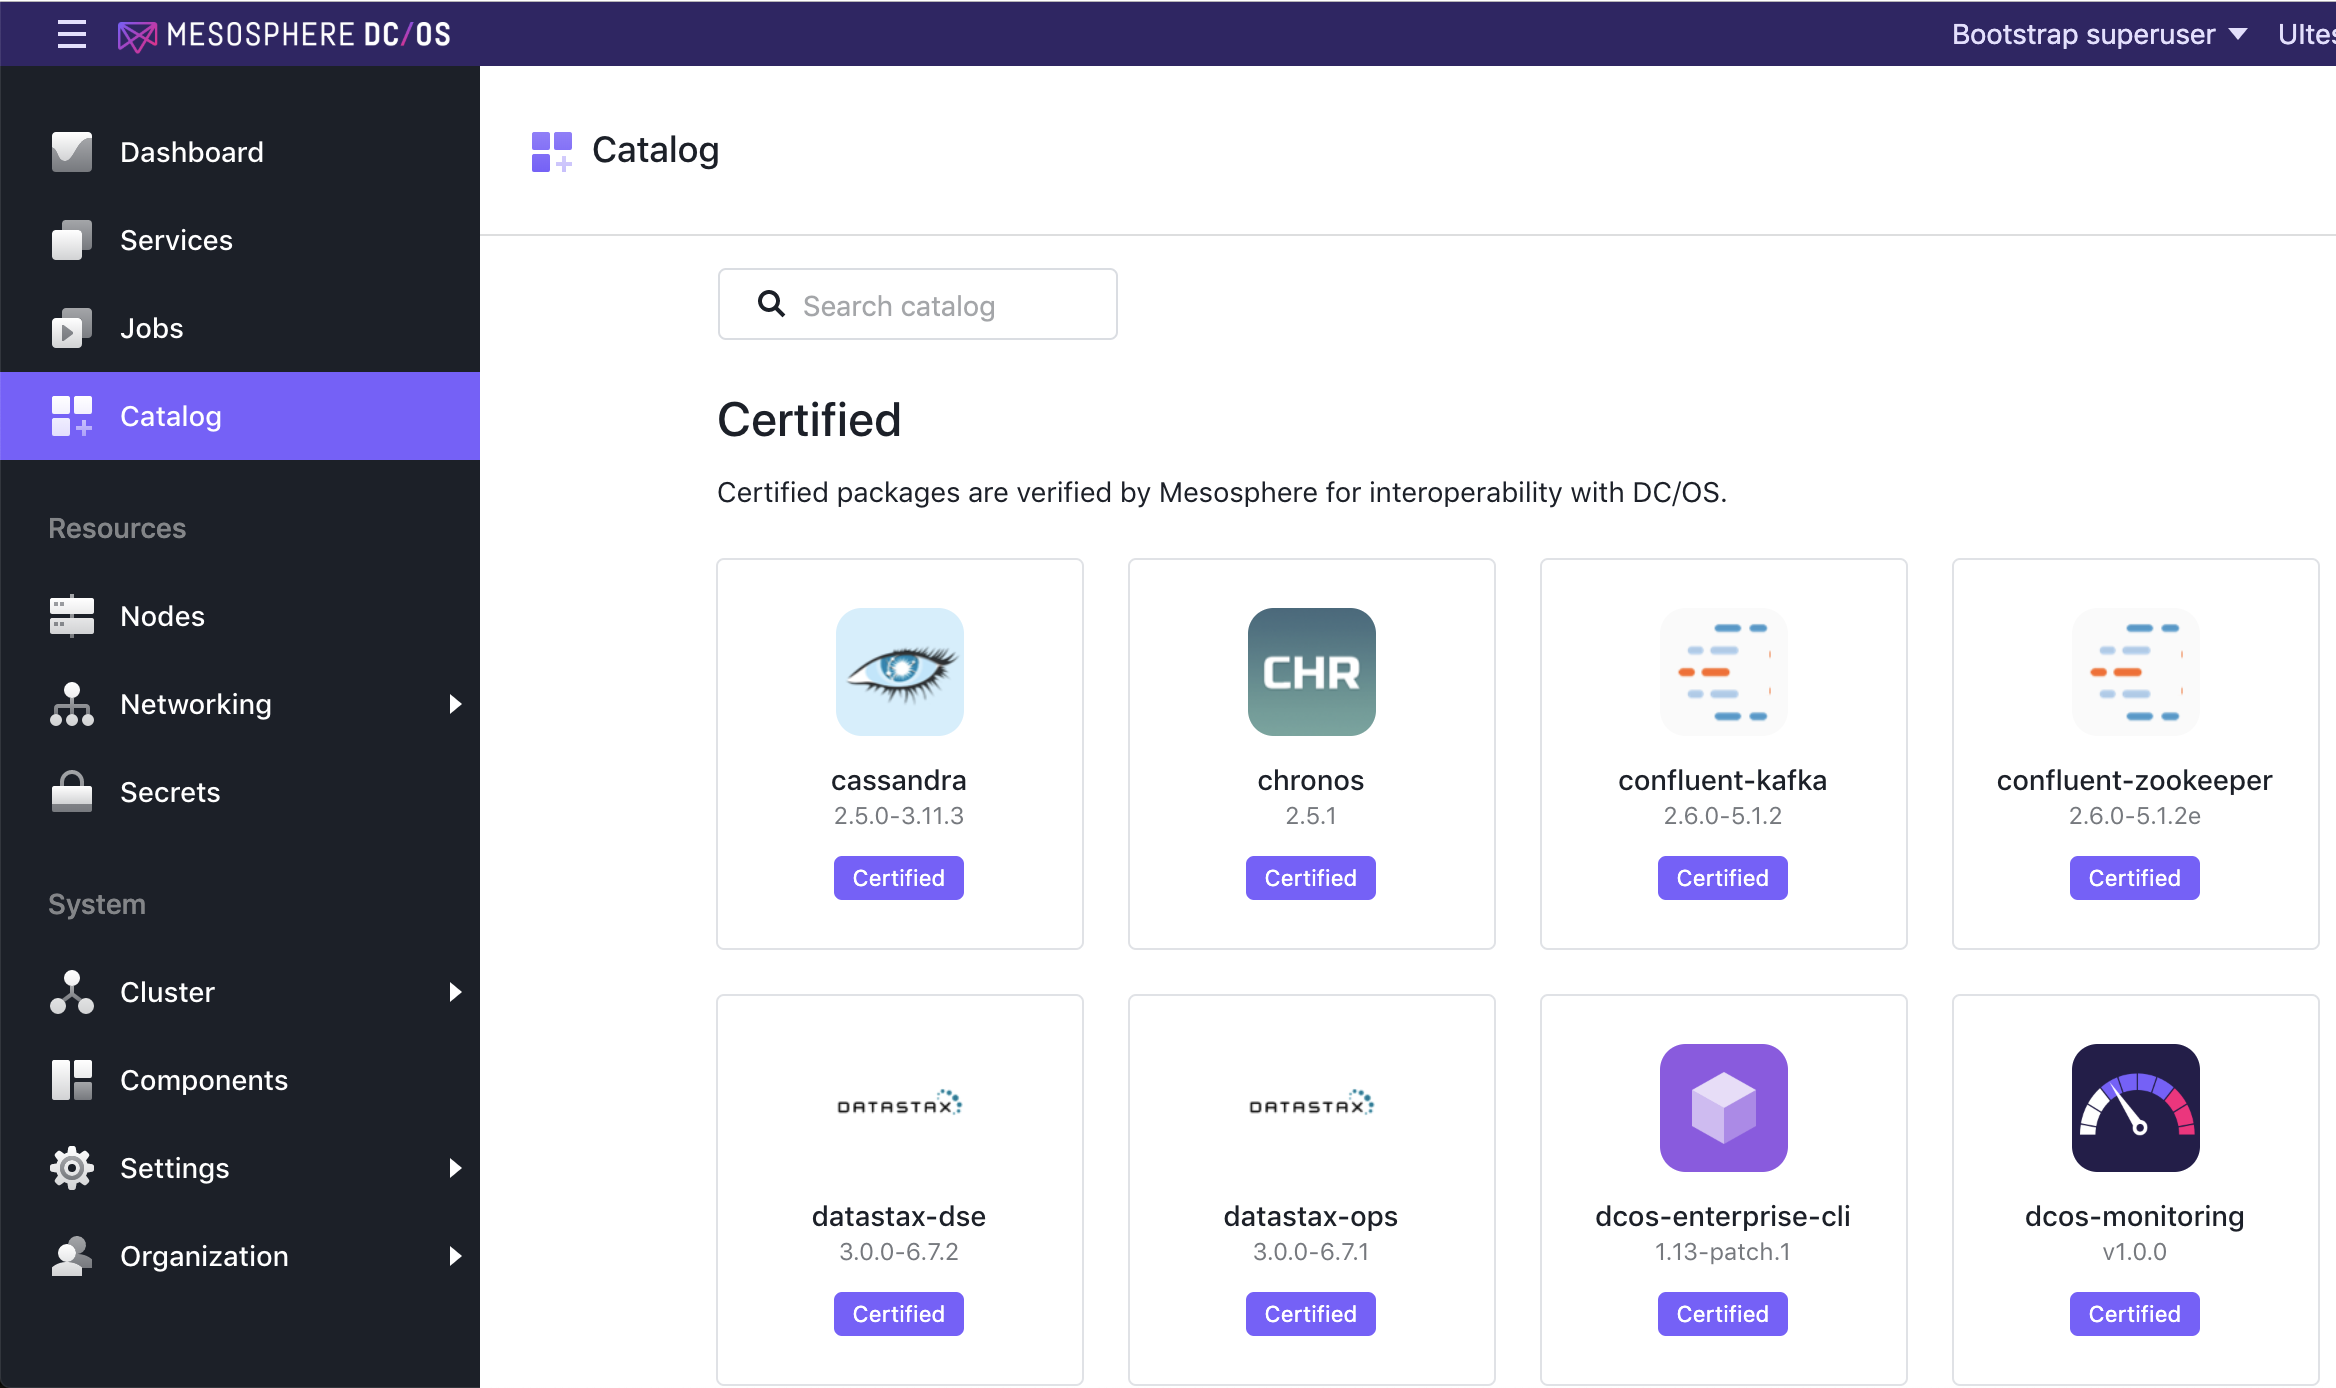 MESOSPHERE DC/OS
Bootstrap superuser
Dashboard
Services
Jobs
Catalog
Resources
Nodes
Networking
Secrets
System
Cluster
Components
Settings
Organization
Catalog
Search catalog
Certified
Certified packages are verified by Mesosphere for interoperability with DC/OS.
cassandra
2.5.0-3.11.3
Certified
CHR
chronos
2.5.1
Certified
confluent-kafka
2.6.0-5.1.2
Certified
confluent-zookeeper
2.6.0-5.1.2e
Certified
DATASTAX
datastax-dse
3.0.0-6.7.2
Certified
DATASTAX
datastax-ops
3.0.0-6.7.1
Certified
dcos-enterprise-cli
1.13-patch.1
Certified
dcos-monitoring
v1.0.0
Certified